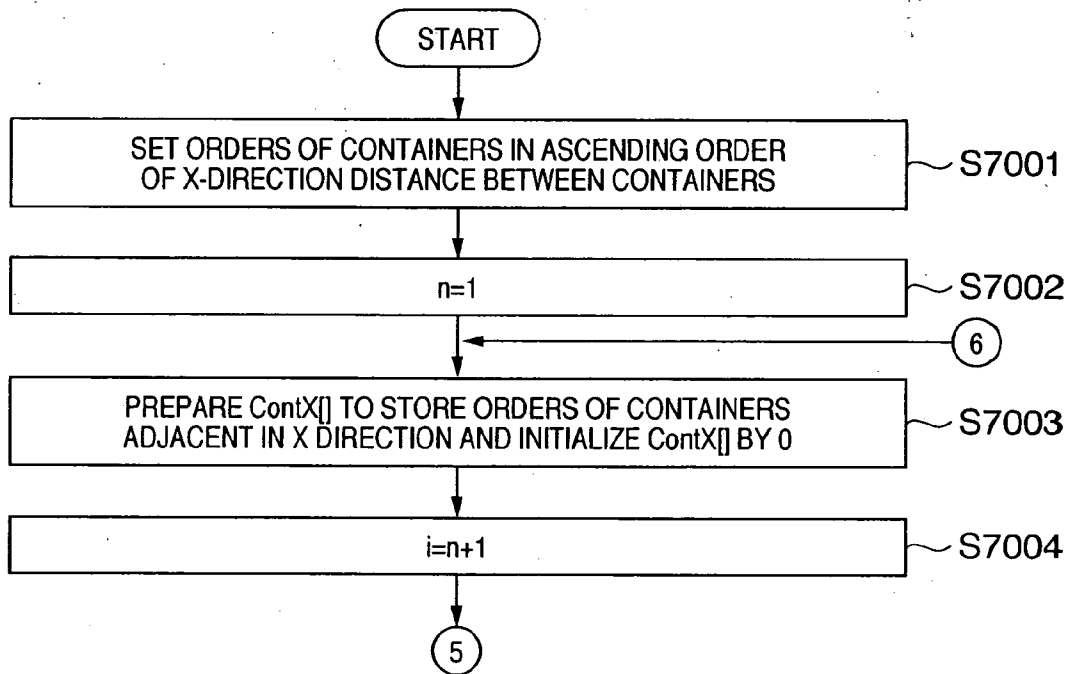 START
SET ORDERS OF CONTAINERS IN ASCENDING ORDER
OF X-DIRECTION DISTANCE BETWEEN CONTAINERS
S7001
n=1
S7002
6
PREPARE ContX[] TO STORE ORDERS OF CONTAINERS
ADJACENT IN X DIRECTION AND INITIALIZE ContX[] BY 0
S7003
i=n+1
S7004
5